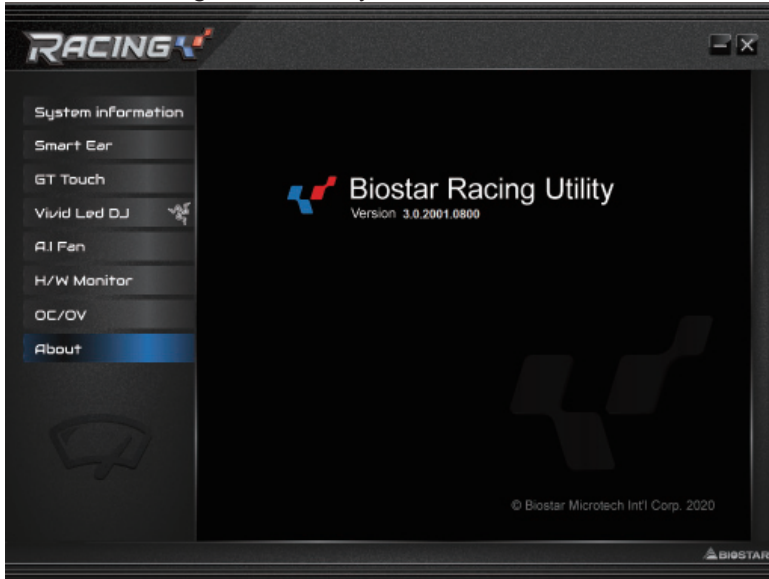 RACING
System information
Smart Ear
GT Touch
Vivid Led DJ
A.I Fan
H/W Monitor
OC/OV
About
Biostar Racing Utility
Version 3.0.2001.0800
© Biostar Microtech Int'l Corp. 2020
BIOSTAR